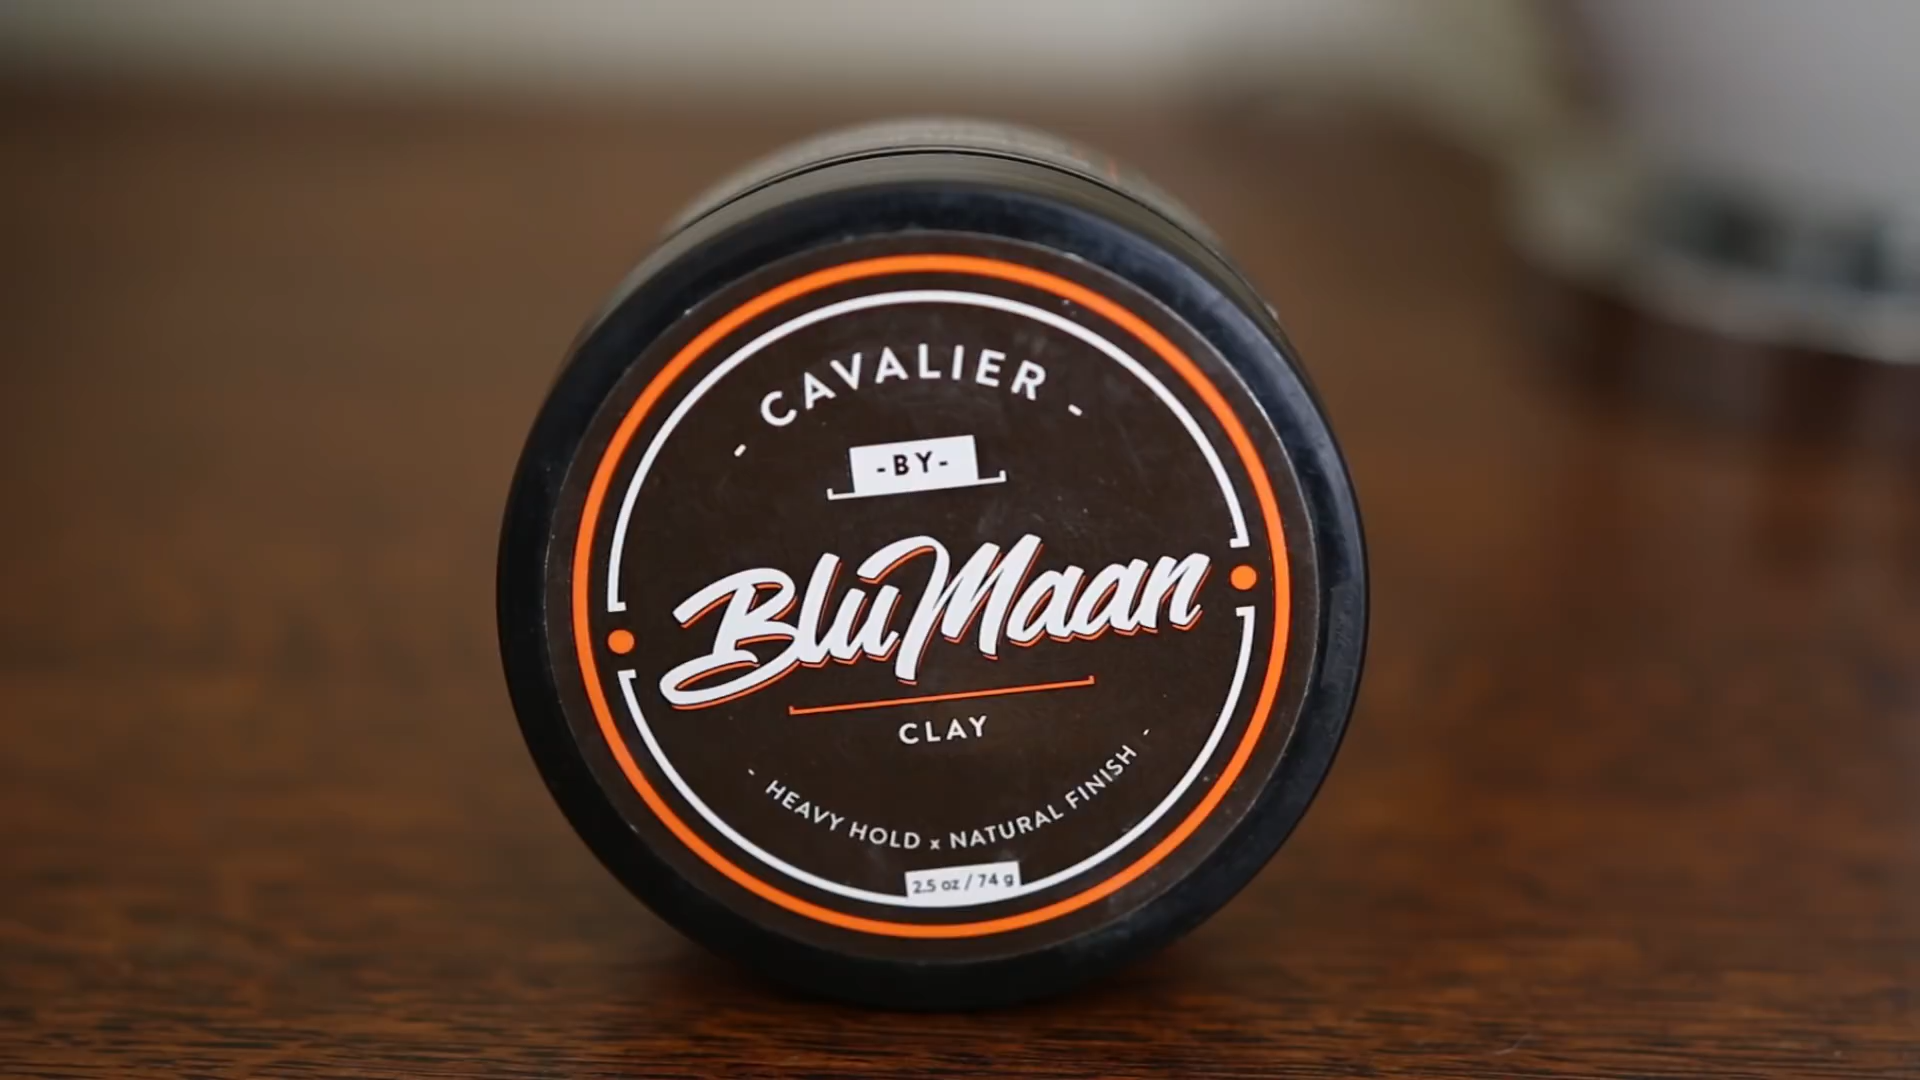 - CAVALIER -
-BY-
BluMaan
CLAY
- HEAVY HOLD x NATURAL FINISH -
2.5 oz / 74 g